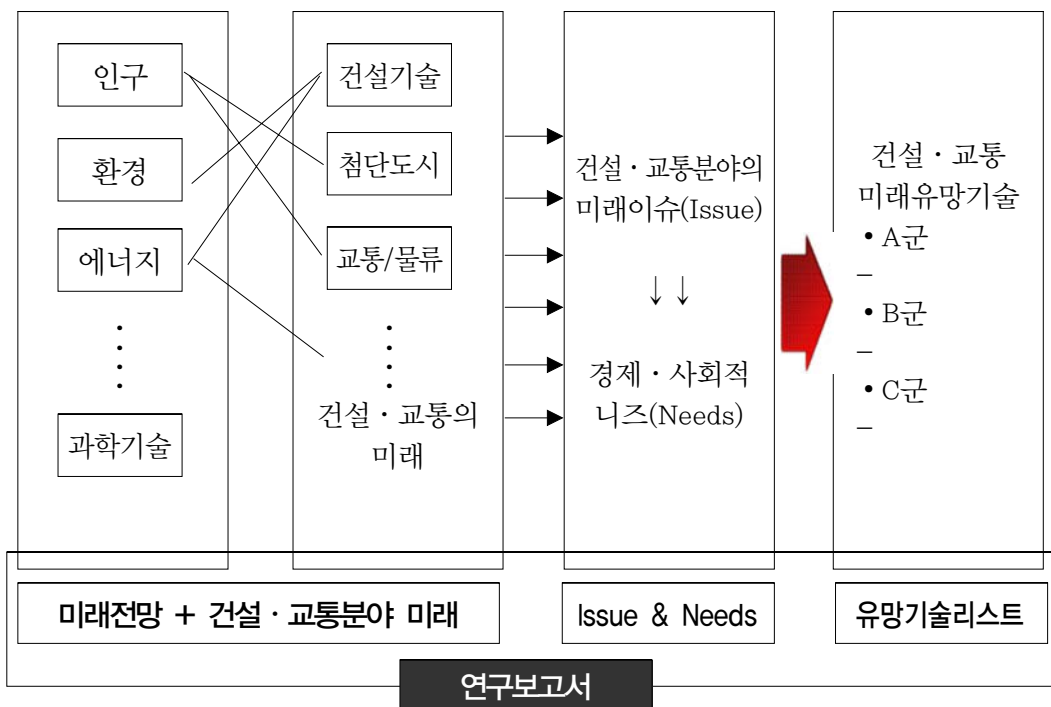 인구
환경
에너지
과학기술
건설기술
첨단도시
교통/물류
건설·교통의
미래
건설·교통분야의
미래이슈(Issue)
↓↓
경제·사회적
니즈(Needs)
건설·교통
미래유망기술
• A군
–
• B군
–
• C군
–
미래전망 + 건설·교통분야 미래
Issue & Needs
유망기술리스트
연구보고서